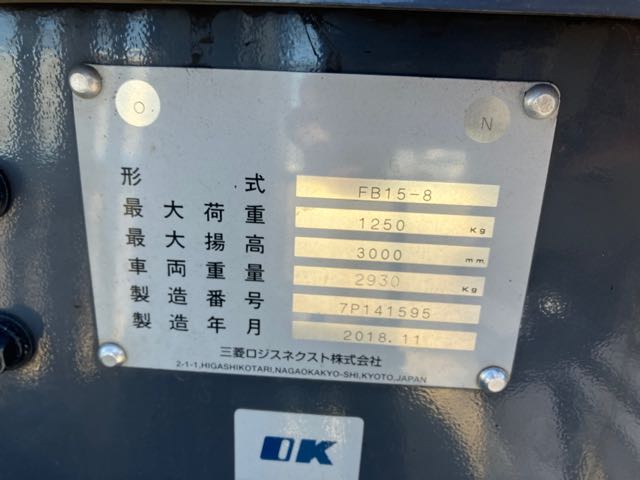 O N
形式 FB15-8
最大荷重 1250 Kg
最大揚高 3000 mm
車両重量 2930 Kg
製造番号 7P141595
製造年月 2018.11
三菱ロジスネクスト株式会社
2-1-1,HIGASHIKOTARI,NAGAOKAKYO-SHI,KYOTO,JAPAN
OK